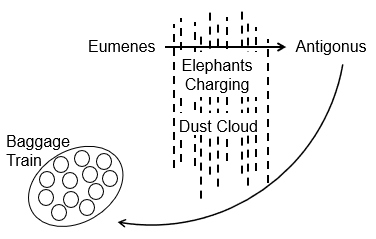 Eumenes
Antigonus
Elephants
Charging
Dust Cloud
Baggage
Train